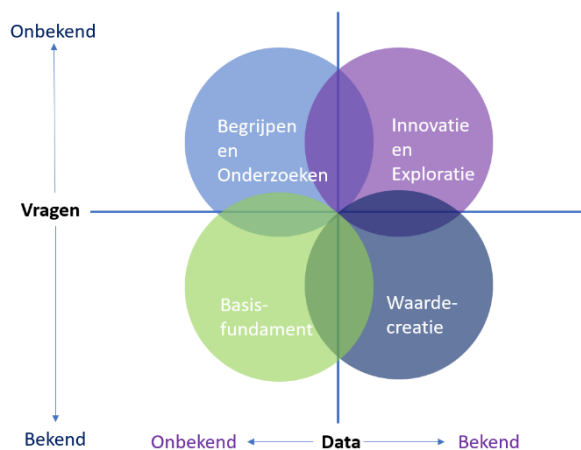 Onbekend
Begrijpen
en
Onderzoeken
Innovatie
en
Exploratie
Vragen
Basis-
fundament
Waarde-
creatie
Bekend
Onbekend
Data
Bekend